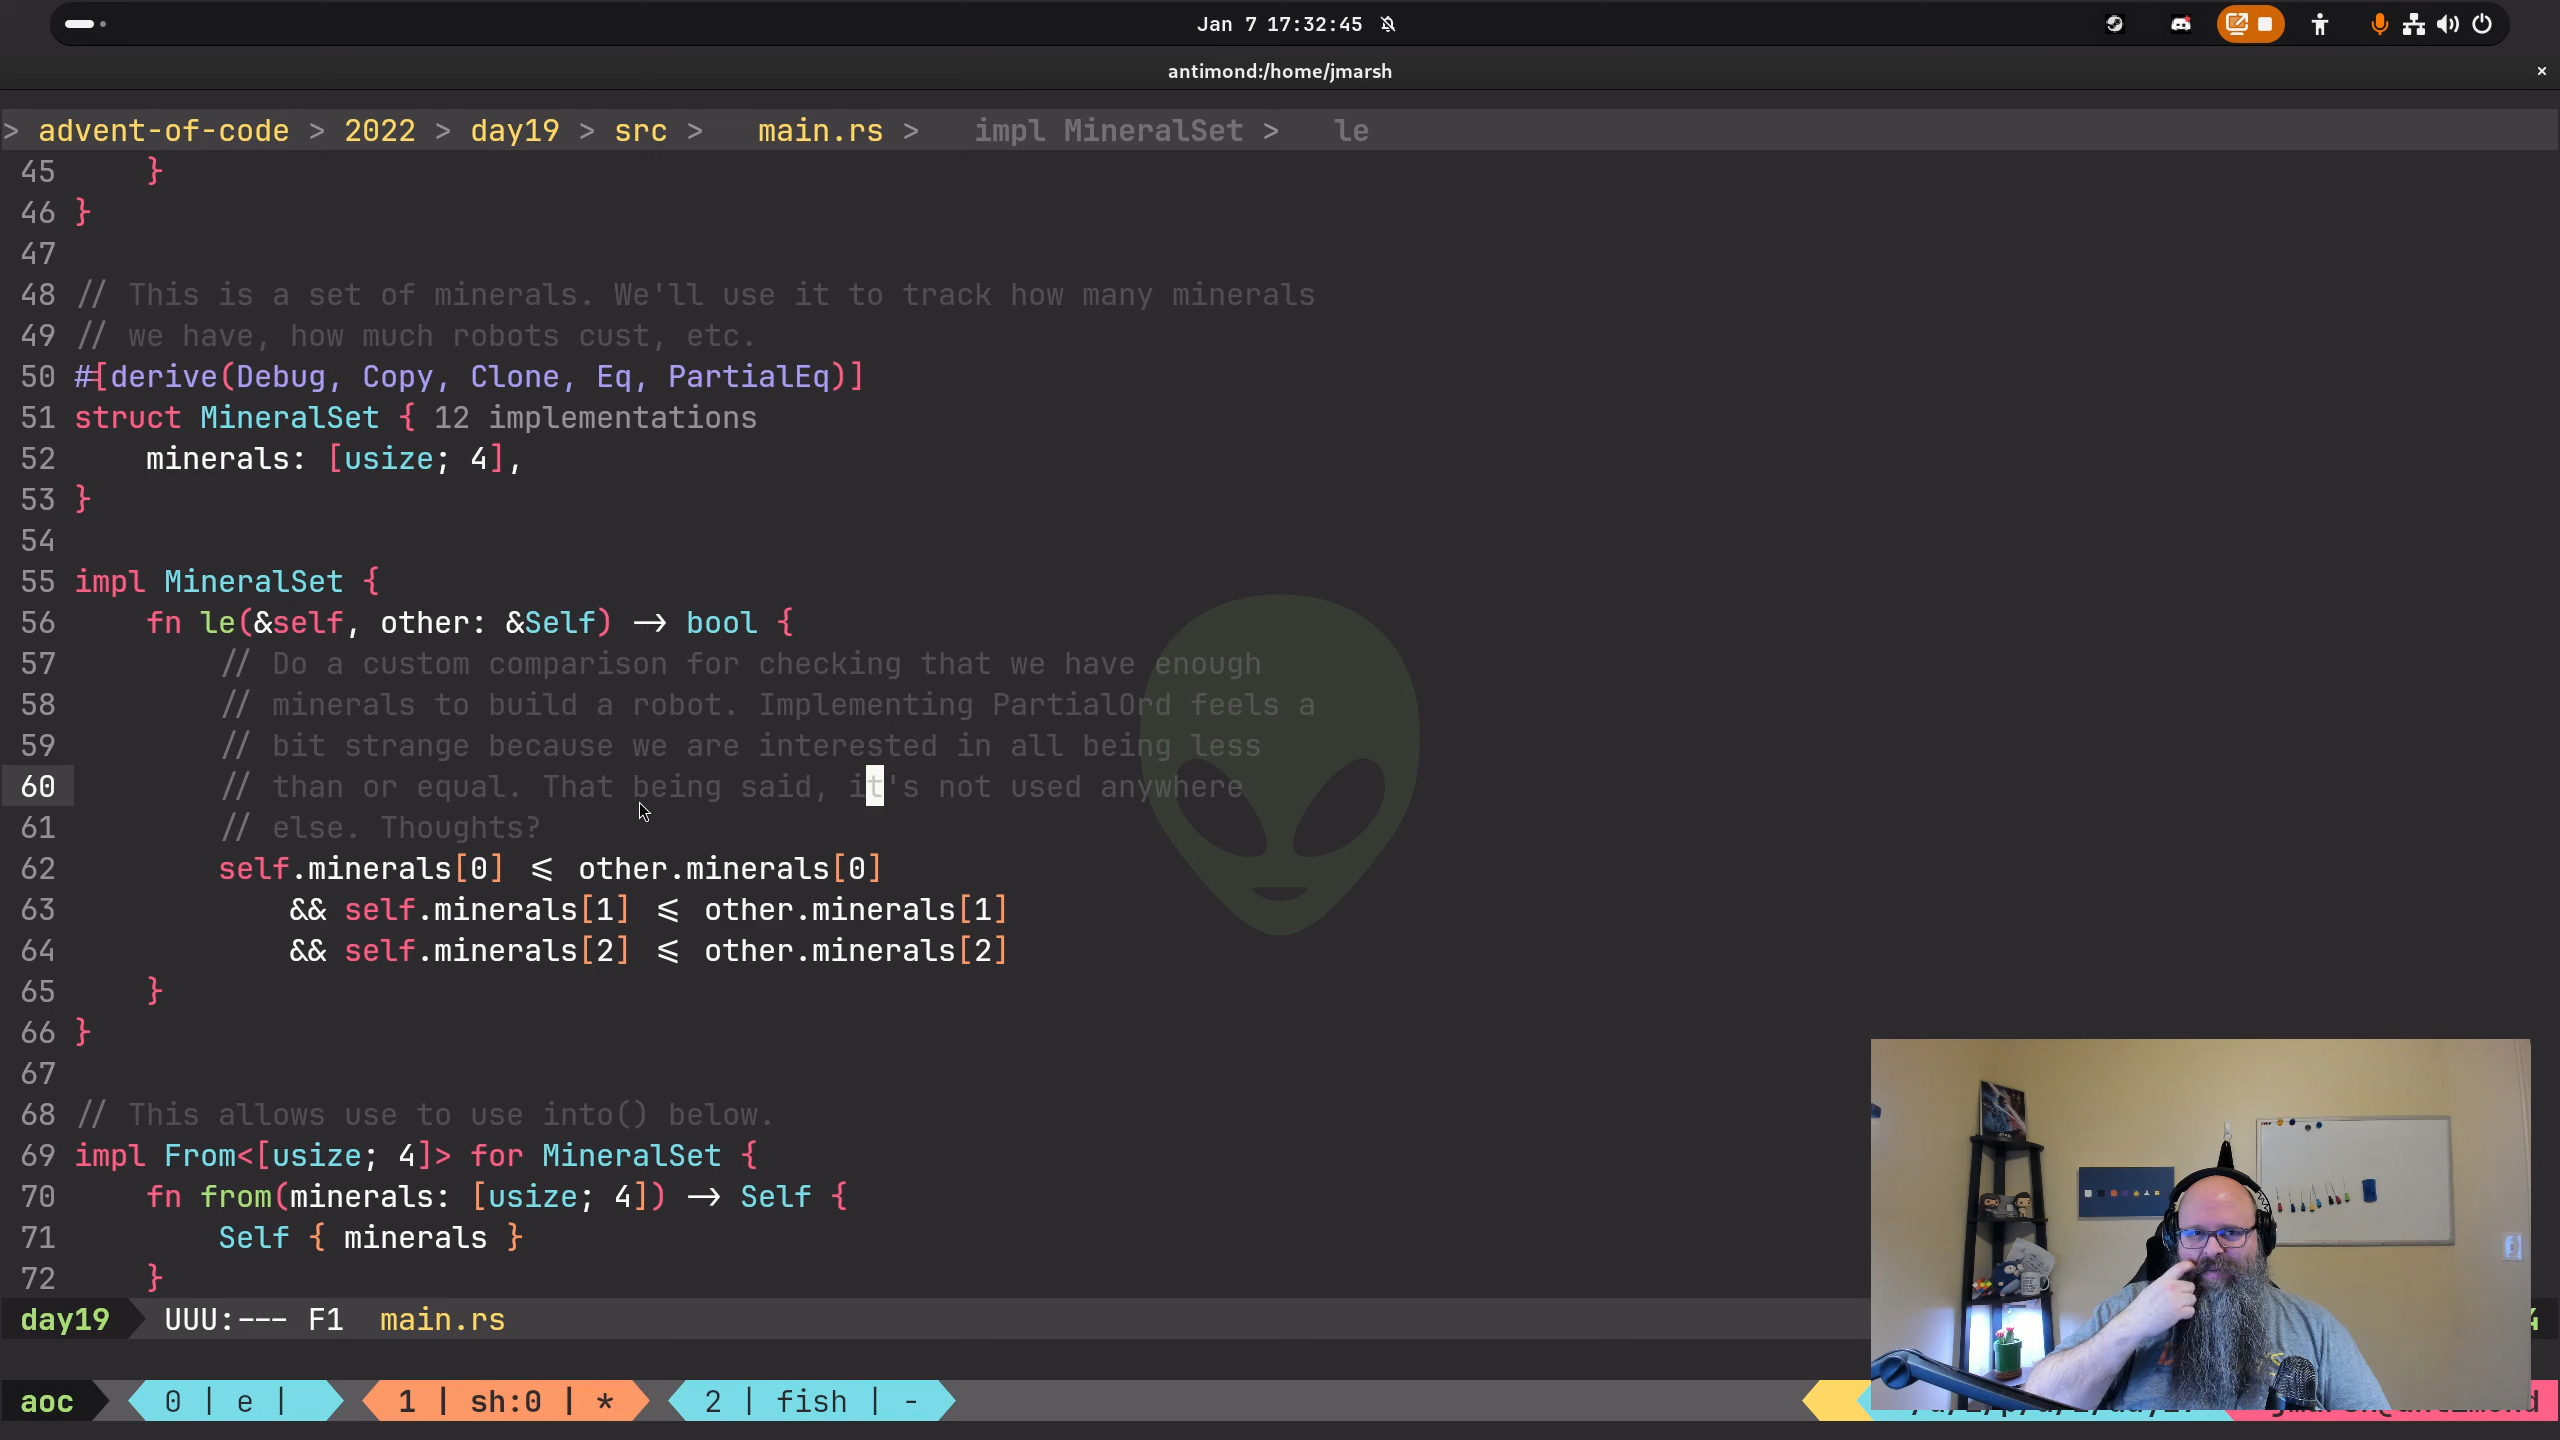 Jan 7 17:32:45
antimond:/home/jmarsh
> advent-of-code > 2022 > day19 > src > main.rs > impl MineralSet > le
45     }
46 }
47
48 // This is a set of minerals. We'll use it to track how many minerals
49 // we have, how much robots cust, etc.
50 #[derive(Debug, Copy, Clone, Eq, PartialEq)]
51 struct MineralSet { 12 implementations
52     minerals: [usize; 4],
53 }
54
55 impl MineralSet {
56     fn le(&self, other: &Self) -> bool {
57         // Do a custom comparison for checking that we have enough
58         // minerals to build a robot. Implementing PartialOrd feels a
59         // bit strange because we are interested in all being less
60         // than or equal. That being said, it's not used anywhere
61         // else. Thoughts?
62         self.minerals[0] <= other.minerals[0]
63             && self.minerals[1] <= other.minerals[1]
64             && self.minerals[2] <= other.minerals[2]
65     }
66 }
67
68 // This allows use to use into() below.
69 impl From<[usize; 4]> for MineralSet {
70     fn from(minerals: [usize; 4]) -> Self {
71         Self { minerals }
72     }
day19 UUU:--- F1 main.rs
aoc 0 | e | 1 | sh:0 | * 2 | fish | -